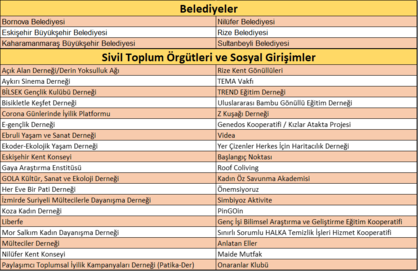 Belediyeler
Bornova Belediyesi
Nilüfer Belediyesi
Eskişehir Büyükşehir Belediyesi
Rize Belediyesi
Kaharamanmaraş Büyükşehir Belediyesi
Sultanbeyli Belediyesi
Sivil Toplum Örgütleri ve Sosyal Girişimler
Açık Alan Derneği/Derin Yoksulluk Ağı
Rize Kent Gönüllüleri
Aykırı Sinema Derneği
TEMA Vakfı
BİLSEK Gençlik Kulübü Derneği
TREND Eğitim Derneği
Bisikletle Keşfet Derneği
Uluslararası Bambu Gönüllü Eğitim Derneği
Corona Günlerinde İyilik Platformu
Z Kuşağı Derneği
E-gençlik Derneği
Genedos Kooperatifi / Kızlar Atakta Projesi
Ebruli Yaşam ve Sanat Derneği
Videa
Ekoder-Ekolojik Yaşam Derneği
Yer Çizenler Herkes İçin Haritacılık Derneği
Eskişehir Kent Konseyi
Başlangıç Noktası
Gaya Araştırma Enstitüsü
Roof Coliving
GOLA Kültür, Sanat ve Ekoloji Derneği
Kadın Öz Savunma Akademisi
Her Eve Bir Pati Derneği
Önemsiyoruz
İzmirde Suriyeli Mültecilerle Dayanışma Derneği
Simbiyoz Aktivite
Koza Kadın Derneği
PinGOin
Liberfe
Genç İşi Bilimsel Araştırma ve Geliştirme Eğitim Kooperatifi
Mor Salkım Kadın Dayanışma Derneği
Sınırlı Sorumlu HALKA Temizlik İşleri Hizmet Kooperatifi
Mülteciler Derneği
Anlatan Eller
Nilüfer Kent Konseyi
Maide Mutfak
Paylaşımcı Toplumsal İyilik Kampanyaları Derneği (Patika-Der)
Onaranlar Klubü